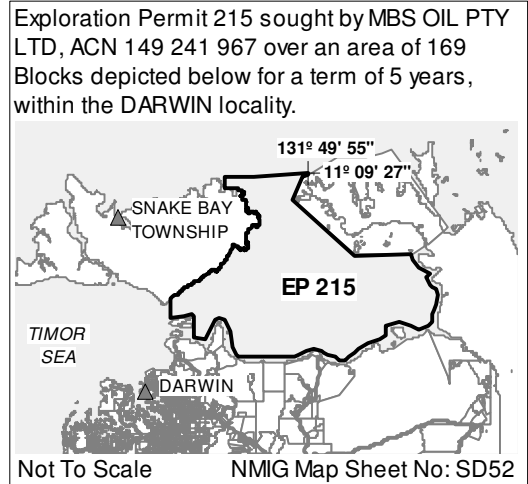 Exploration Permit 215 sought by MBS OIL PTY
LTD, ACN 149 241 967 over an area of 169
Blocks depicted below for a term of 5 years,
within the DARWIN locality.
131º 49' 55"
11º 09' 27"
SNAKE BAY
TOWNSHIP
EP 215
TIMOR
SEA
DARWIN
Not To Scale NMIG Map Sheet No: SD52